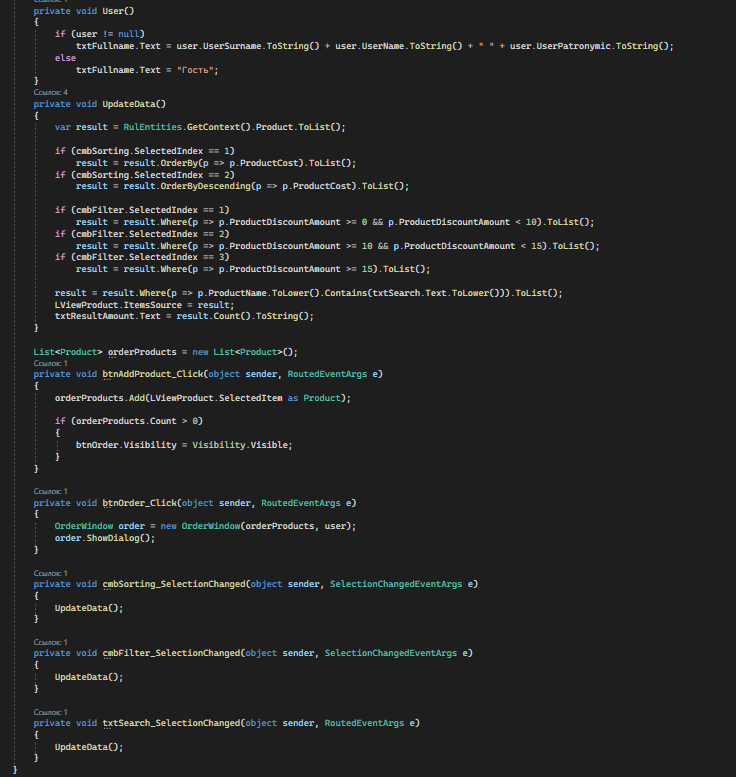 private void User()
{
if (user != null)
txtFullname.Text = user.UserSurname.ToString() + user.UserName.ToString() + " " + user.UserPatronymic.ToString();
else
txtFullname.Text = "Гость";
}
Ссылок: 4
private void UpdateData()
{
var result = RulEntities.GetContext().Product.ToList();
if (cmbSorting.SelectedIndex == 1)
result = result.OrderBy(p => p.ProductCost).ToList();
if (cmbSorting.SelectedIndex == 2)
result = result.OrderByDescending(p => p.ProductCost).ToList();
if (cmbFilter.SelectedIndex == 1)
result = result.Where(p => p.ProductDiscountAmount >= 0 && p.ProductDiscountAmount < 10).ToList();
if (cmbFilter.SelectedIndex == 2)
result = result.Where(p => p.ProductDiscountAmount >= 10 && p.ProductDiscountAmount < 15).ToList();
if (cmbFilter.SelectedIndex == 3)
result = result.Where(p => p.ProductDiscountAmount >= 15).ToList();
result = result.Where(p => p.ProductName.ToLower().Contains(txtSearch.Text.ToLower())).ToList();
LViewProduct.ItemsSource = result;
txtResultAmount.Text = result.Count().ToString();
}
List<Product> orderProducts = new List<Product>();
Ссылок: 1
private void btnAddProduct_Click(object sender, RoutedEventArgs e)
{
orderProducts.Add(LViewProduct.SelectedItem as Product);
if (orderProducts.Count > 0)
{
btnOrder.Visibility = Visibility.Visible;
}
}
Ссылок: 1
private void btnOrder_Click(object sender, RoutedEventArgs e)
{
OrderWindow order = new OrderWindow(orderProducts, user);
order.ShowDialog();
}
Ссылок: 1
private void cmbSorting_SelectionChanged(object sender, SelectionChangedEventArgs e)
{
UpdateData();
}
Ссылок: 1
private void cmbFilter_SelectionChanged(object sender, SelectionChangedEventArgs e)
{
UpdateData();
}
Ссылок: 1
private void txtSearch_SelectionChanged(object sender, RoutedEventArgs e)
{
UpdateData();
}
}